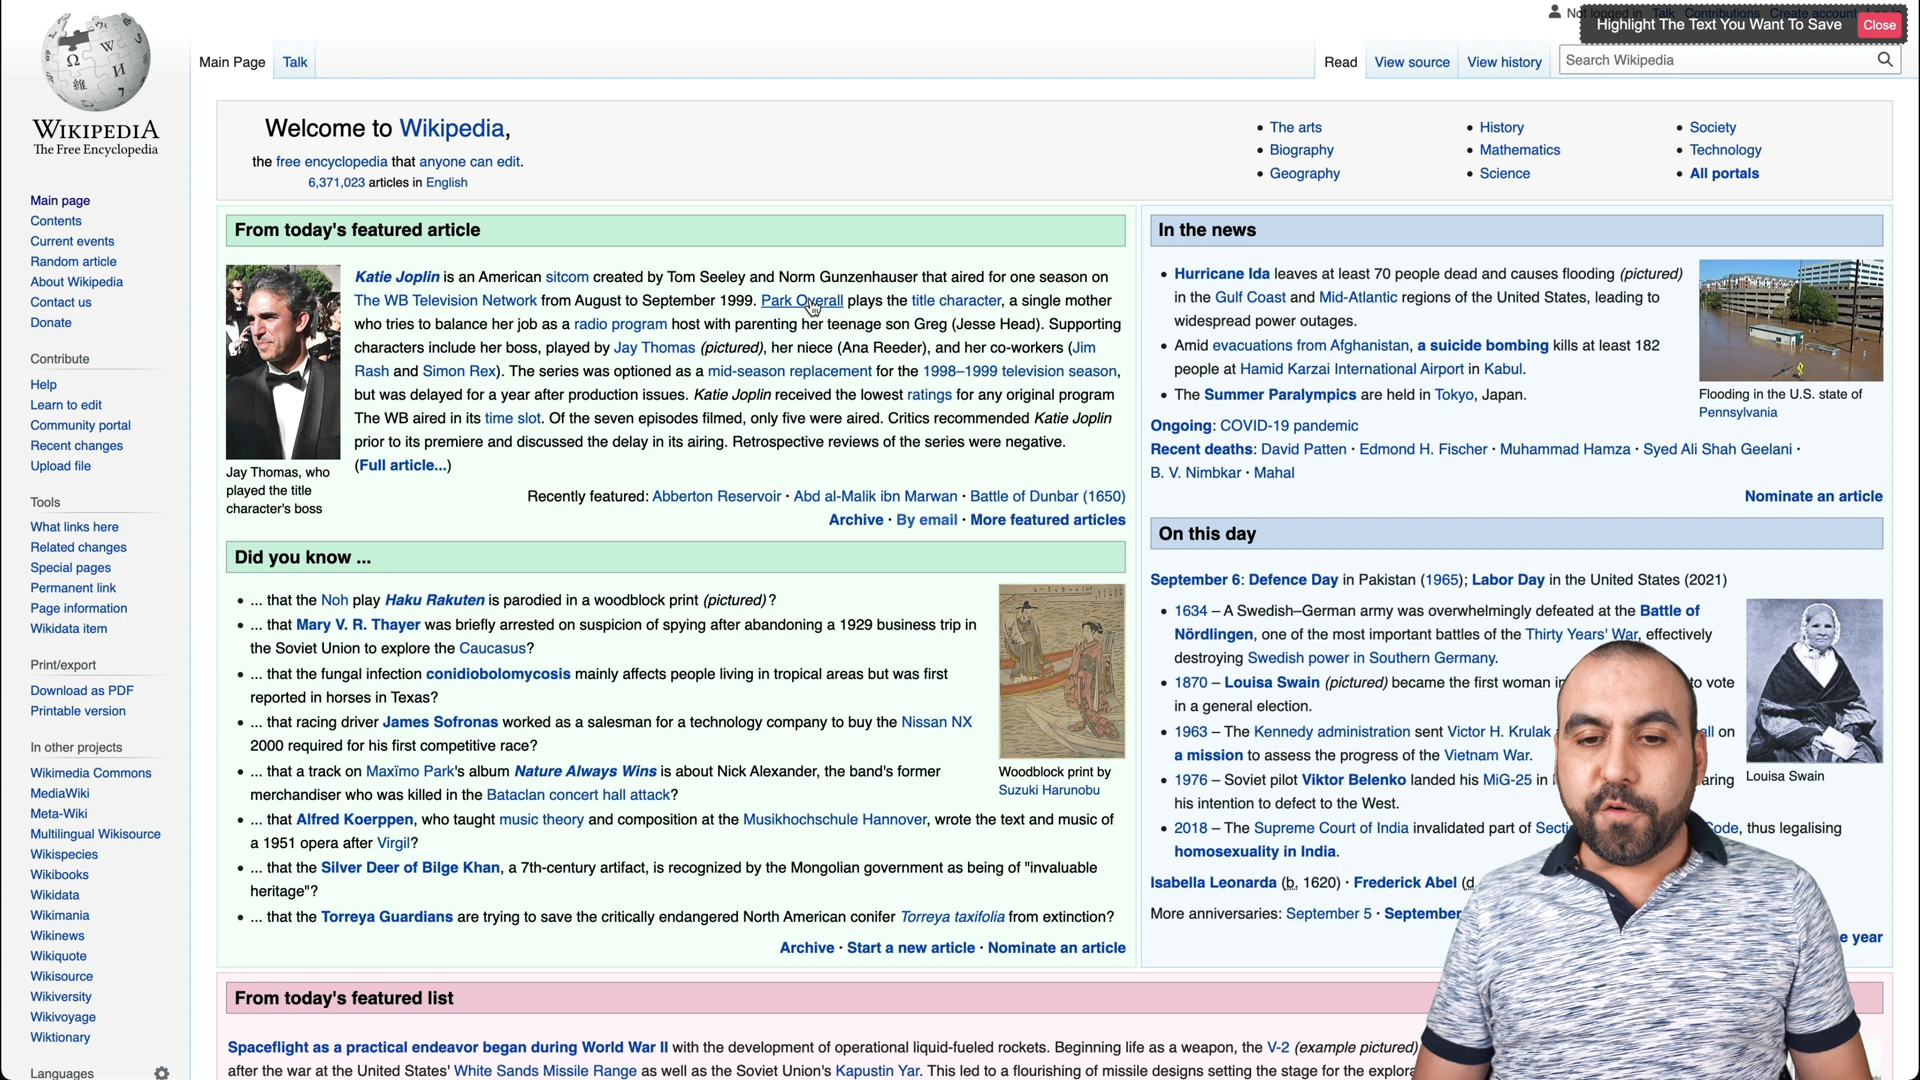 WIKIPEDIA
The Free Encyclopedia
Main page
Contents
Current events
Random article
About Wikipedia
Contact us
Donate
Contribute
Help
Learn to edit
Community portal
Recent changes
Upload file
Tools
What links here
Related changes
Special pages
Permanent link
Page information
Wikidata item
Print/export
Download as PDF
Printable version
In other projects
Wikimedia Commons
MediaWiki
Meta-Wiki
Multilingual Wikisource
Wikispecies
Wikibooks
Wikidata
Wikimania
Wikinews
Wikiquote
Wikisource
Wikiversity
Wikivoyage
Wiktionary
Languages
Not logged in Talk Contributions Create account
Highlight The Text You Want To Save Close
Main Page Talk Read View source View history Search Wikipedia
Welcome to Wikipedia,
the free encyclopedia that anyone can edit.
6,371,023 articles in English
• The arts
• Biography
• Geography
• History
• Mathematics
• Science
• Society
• Technology
• All portals
From today's featured article
Katie Joplin is an American sitcom created by Tom Seeley and Norm Gunzenhauser that aired for one season on
The WB Television Network from August to September 1999. Park Overall plays the title character, a single mother
who tries to balance her job as a radio program host with parenting her teenage son Greg (Jesse Head). Supporting
characters include her boss, played by Jay Thomas (pictured), her niece (Ana Reeder), and her co-workers (Jim
Rash and Simon Rex). The series was optioned as a mid-season replacement for the 1998–1999 television season,
but was delayed for a year after production issues. Katie Joplin received the lowest ratings for any original program
The WB aired in its time slot. Of the seven episodes filmed, only five were aired. Critics recommended Katie Joplin
prior to its premiere and discussed the delay in its airing. Retrospective reviews of the series were negative.
(Full article...)
Jay Thomas, who
played the title
character's boss
Recently featured: Abberton Reservoir · Abd al-Malik ibn Marwan · Battle of Dunbar (1650)
Archive · By email · More featured articles
Did you know ...
• ... that the Noh play Haku Rakuten is parodied in a woodblock print (pictured)?
• ... that Mary V. R. Thayer was briefly arrested on suspicion of spying after abandoning a 1929 business trip in
the Soviet Union to explore the Caucasus?
• ... that the fungal infection conidiobolomycosis mainly affects people living in tropical areas but was first
reported in horses in Texas?
• ... that racing driver James Sofronas worked as a salesman for a technology company to buy the Nissan NX
2000 required for his first competitive race?
• ... that a track on Maxïmo Park's album Nature Always Wins is about Nick Alexander, the band's former
merchandiser who was killed in the Bataclan concert hall attack?
• ... that Alfred Koerppen, who taught music theory and composition at the Musikhochschule Hannover, wrote the text and music of
a 1951 opera after Virgil?
• ... that the Silver Deer of Bilge Khan, a 7th-century artifact, is recognized by the Mongolian government as being of "invaluable
heritage"?
• ... that the Torreya Guardians are trying to save the critically endangered North American conifer Torreya taxifolia from extinction?
Woodblock print by
Suzuki Harunobu
Archive · Start a new article · Nominate an article
In the news
• Hurricane Ida leaves at least 70 people dead and causes flooding (pictured)
in the Gulf Coast and Mid-Atlantic regions of the United States, leading to
widespread power outages.
• Amid evacuations from Afghanistan, a suicide bombing kills at least 182
people at Hamid Karzai International Airport in Kabul.
• The Summer Paralympics are held in Tokyo, Japan.
Flooding in the U.S. state of
Pennsylvania
Ongoing: COVID-19 pandemic
Recent deaths: David Patten · Edmond H. Fischer · Muhammad Hamza · Syed Ali Shah Geelani ·
B. V. Nimbkar · Mahal
Nominate an article
On this day
September 6: Defence Day in Pakistan (1965); Labor Day in the United States (2021)
• 1634 – A Swedish–German army was overwhelmingly defeated at the Battle of
Nördlingen, one of the most important battles of the Thirty Years' War, effectively
destroying Swedish power in Southern Germany.
• 1870 – Louisa Swain (pictured) became the first woman in to vote
in a general election.
• 1963 – The Kennedy administration sent Victor H. Krulak on
a mission to assess the progress of the Vietnam War.
• 1976 – Soviet pilot Viktor Belenko landed his MiG-25 in
his intention to defect to the West.
• 2018 – The Supreme Court of India invalidated part of Code, thus legalising
homosexuality in India.
Louisa Swain
Isabella Leonarda (b. 1620) · Frederick Abel (d
More anniversaries: September 5 · September
year
From today's featured list
Spaceflight as a practical endeavor began during World War II with the development of operational liquid-fueled rockets. Beginning life as a weapon, the V-2 (example pictured)
after the war at the United States' White Sands Missile Range as well as the Soviet Union's Kapustin Yar. This led to a flourishing of missile designs setting the stage for the